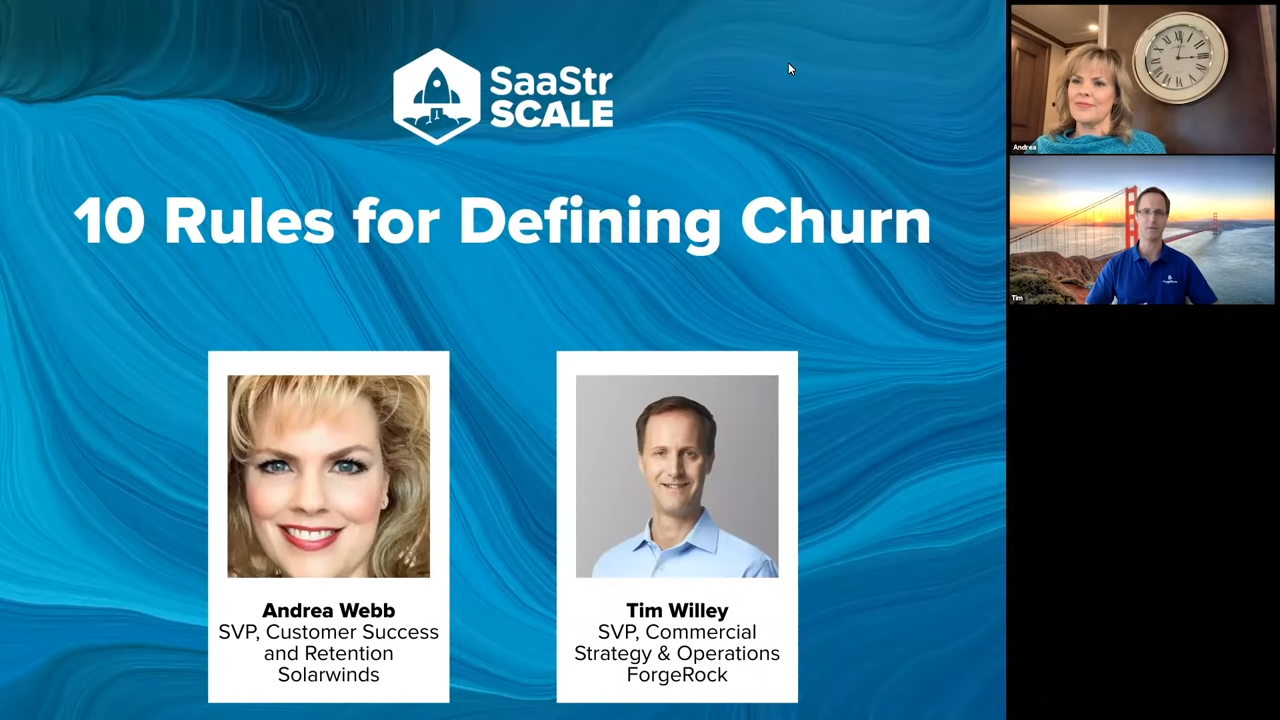 SaaStr
SCALE
10 Rules for Defining Churn
Andrea Webb
SVP, Customer Success
and Retention
Solarwinds
Tim Willey
SVP, Commercial
Strategy & Operations
ForgeRock
Andrea
Tim
ForgeRock